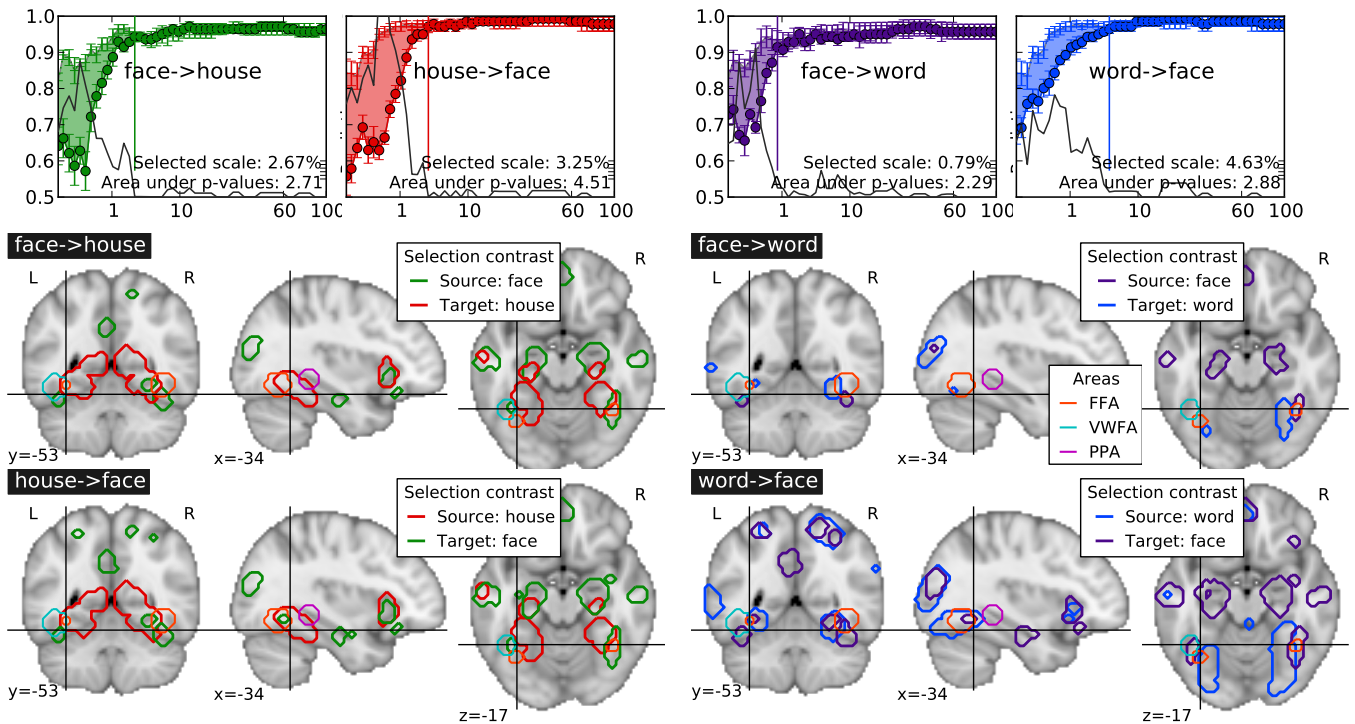 1.0
0.9
0.8
0.7
0.6
0.5
face->house
Selected scale: 2.67%
Area under p-values: 2.71
1 10 60 100
house->face
Selected scale: 3.25%
Area under p-values: 4.51
1 10 60 100
1.0
0.9
0.8
0.7
0.6
0.5
face->word
Selected scale: 0.79%
Area under p-values: 2.29
1 10 60 100
word->face
Selected scale: 4.63%
Area under p-values: 2.88
1 10 60 100
face->house
L R
Selection contrast
Source: face
Target: house
R
y=-53
x=-34
face->word
L R
Selection contrast
Source: face
Target: word
R
Areas
FFA
VWFA
PPA
y=-53
x=-34
house->face
L R
Selection contrast
Source: house
Target: face
R
y=-53
x=-34
z=-17
word->face
L R
Selection contrast
Source: word
Target: face
R
y=-53
x=-34
z=-17